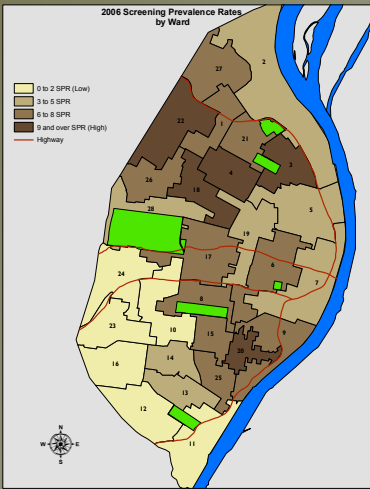 2006 Screening Prevalence Rates
by Ward
0 to 2 SPR (Low)
3 to 5 SPR
6 to 8 SPR
9 and over SPR (High)
Highway
2
27
22
1
21
3
4
26
18
28
5
19
17
6
7
24
8
23
10
15
9
20
14
16
25
13
12
11
N
W E
S